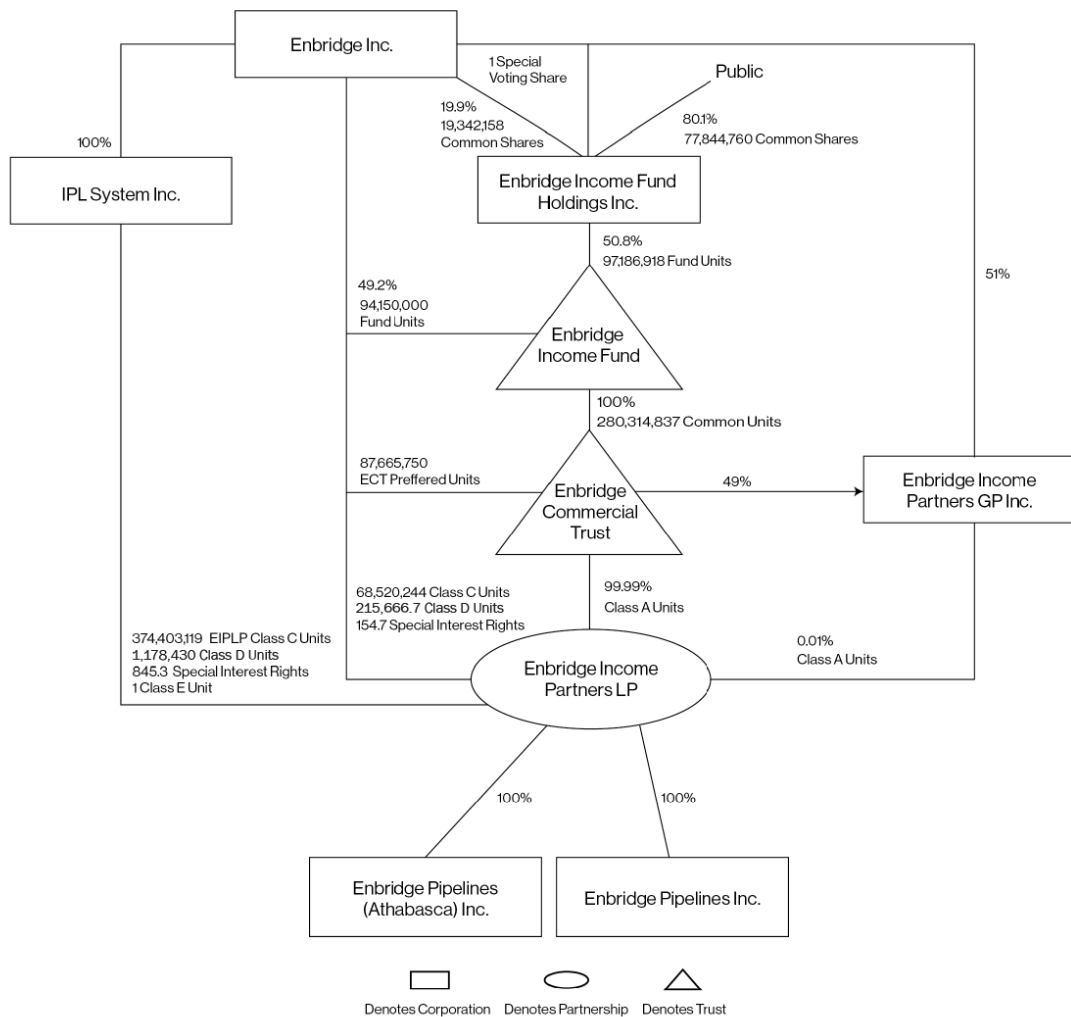 Enbridge Inc.
1 Special
Voting Share
Public
19.9%
19,342,158
Common Shares
80.1%
77,844,760 Common Shares
100%
IPL System Inc.
Enbridge Income Fund
Holdings Inc.
50.8%
97,186,918 Fund Units
51%
49.2%
94,150,000
Fund Units
Enbridge
Income Fund
100%
280,314,837 Common Units
87,665,750
ECT Preffered Units
Enbridge
Commercial
Trust
49%
Enbridge Income
Partners GP Inc.
68,520,244 Class C Units
215,666.7 Class D Units
154.7 Special Interest Rights
99.99%
Class A Units
374,403,119 EIPLP Class C Units
1,178,430 Class D Units
845.3 Special Interest Rights
1 Class E Unit
Enbridge Income
Partners LP
0.01%
Class A Units
100%
100%
Enbridge Pipelines
(Athabasca) Inc.
Enbridge Pipelines Inc.
Denotes Corporation
Denotes Partnership
Denotes Trust